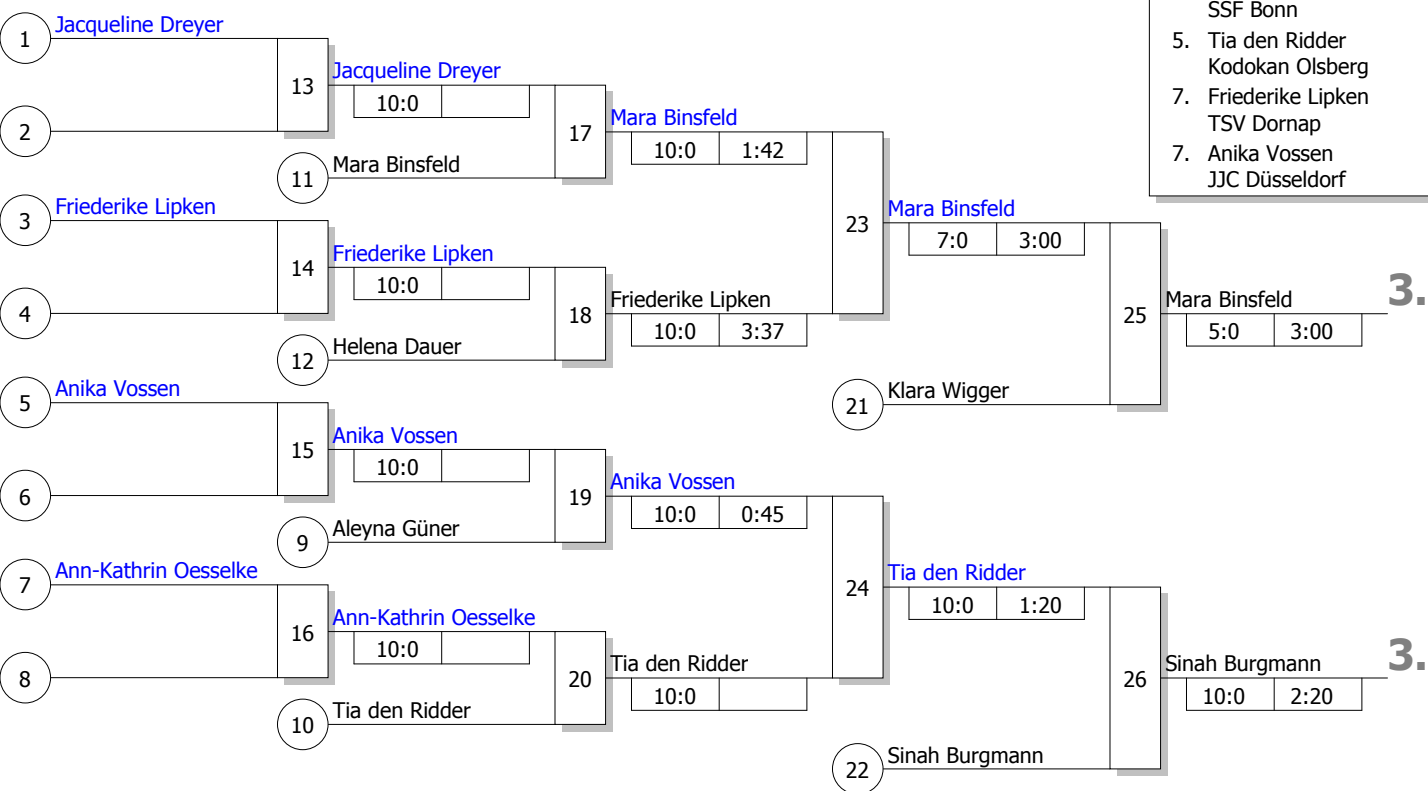 SSF Bonn
5. Tia den Ridder
Kodokan Olsberg
7. Friederike Lipken
TSV Dornap
7. Anika Vossen
JJC Düsseldorf
1 Jacqueline Dreyer
2
13 Jacqueline Dreyer
10:0
11 Mara Binsfeld
3 Friederike Lipken
4
14 Friederike Lipken
10:0
12 Helena Dauer
5 Anika Vossen
6
15 Anika Vossen
10:0
9 Aleyna Güner
7 Ann-Kathrin Oesselke
8
16 Ann-Kathrin Oesselke
10:0
10 Tia den Ridder
17 Mara Binsfeld
10:0 1:42
18 Friederike Lipken
10:0 3:37
19 Anika Vossen
10:0 0:45
20 Tia den Ridder
10:0
23 Mara Binsfeld
7:0 3:00
21 Klara Wigger
24 Tia den Ridder
10:0 1:20
22 Sinah Burgmann
25 Mara Binsfeld 3.
5:0 3:00
26 Sinah Burgmann 3.
10:0 2:20